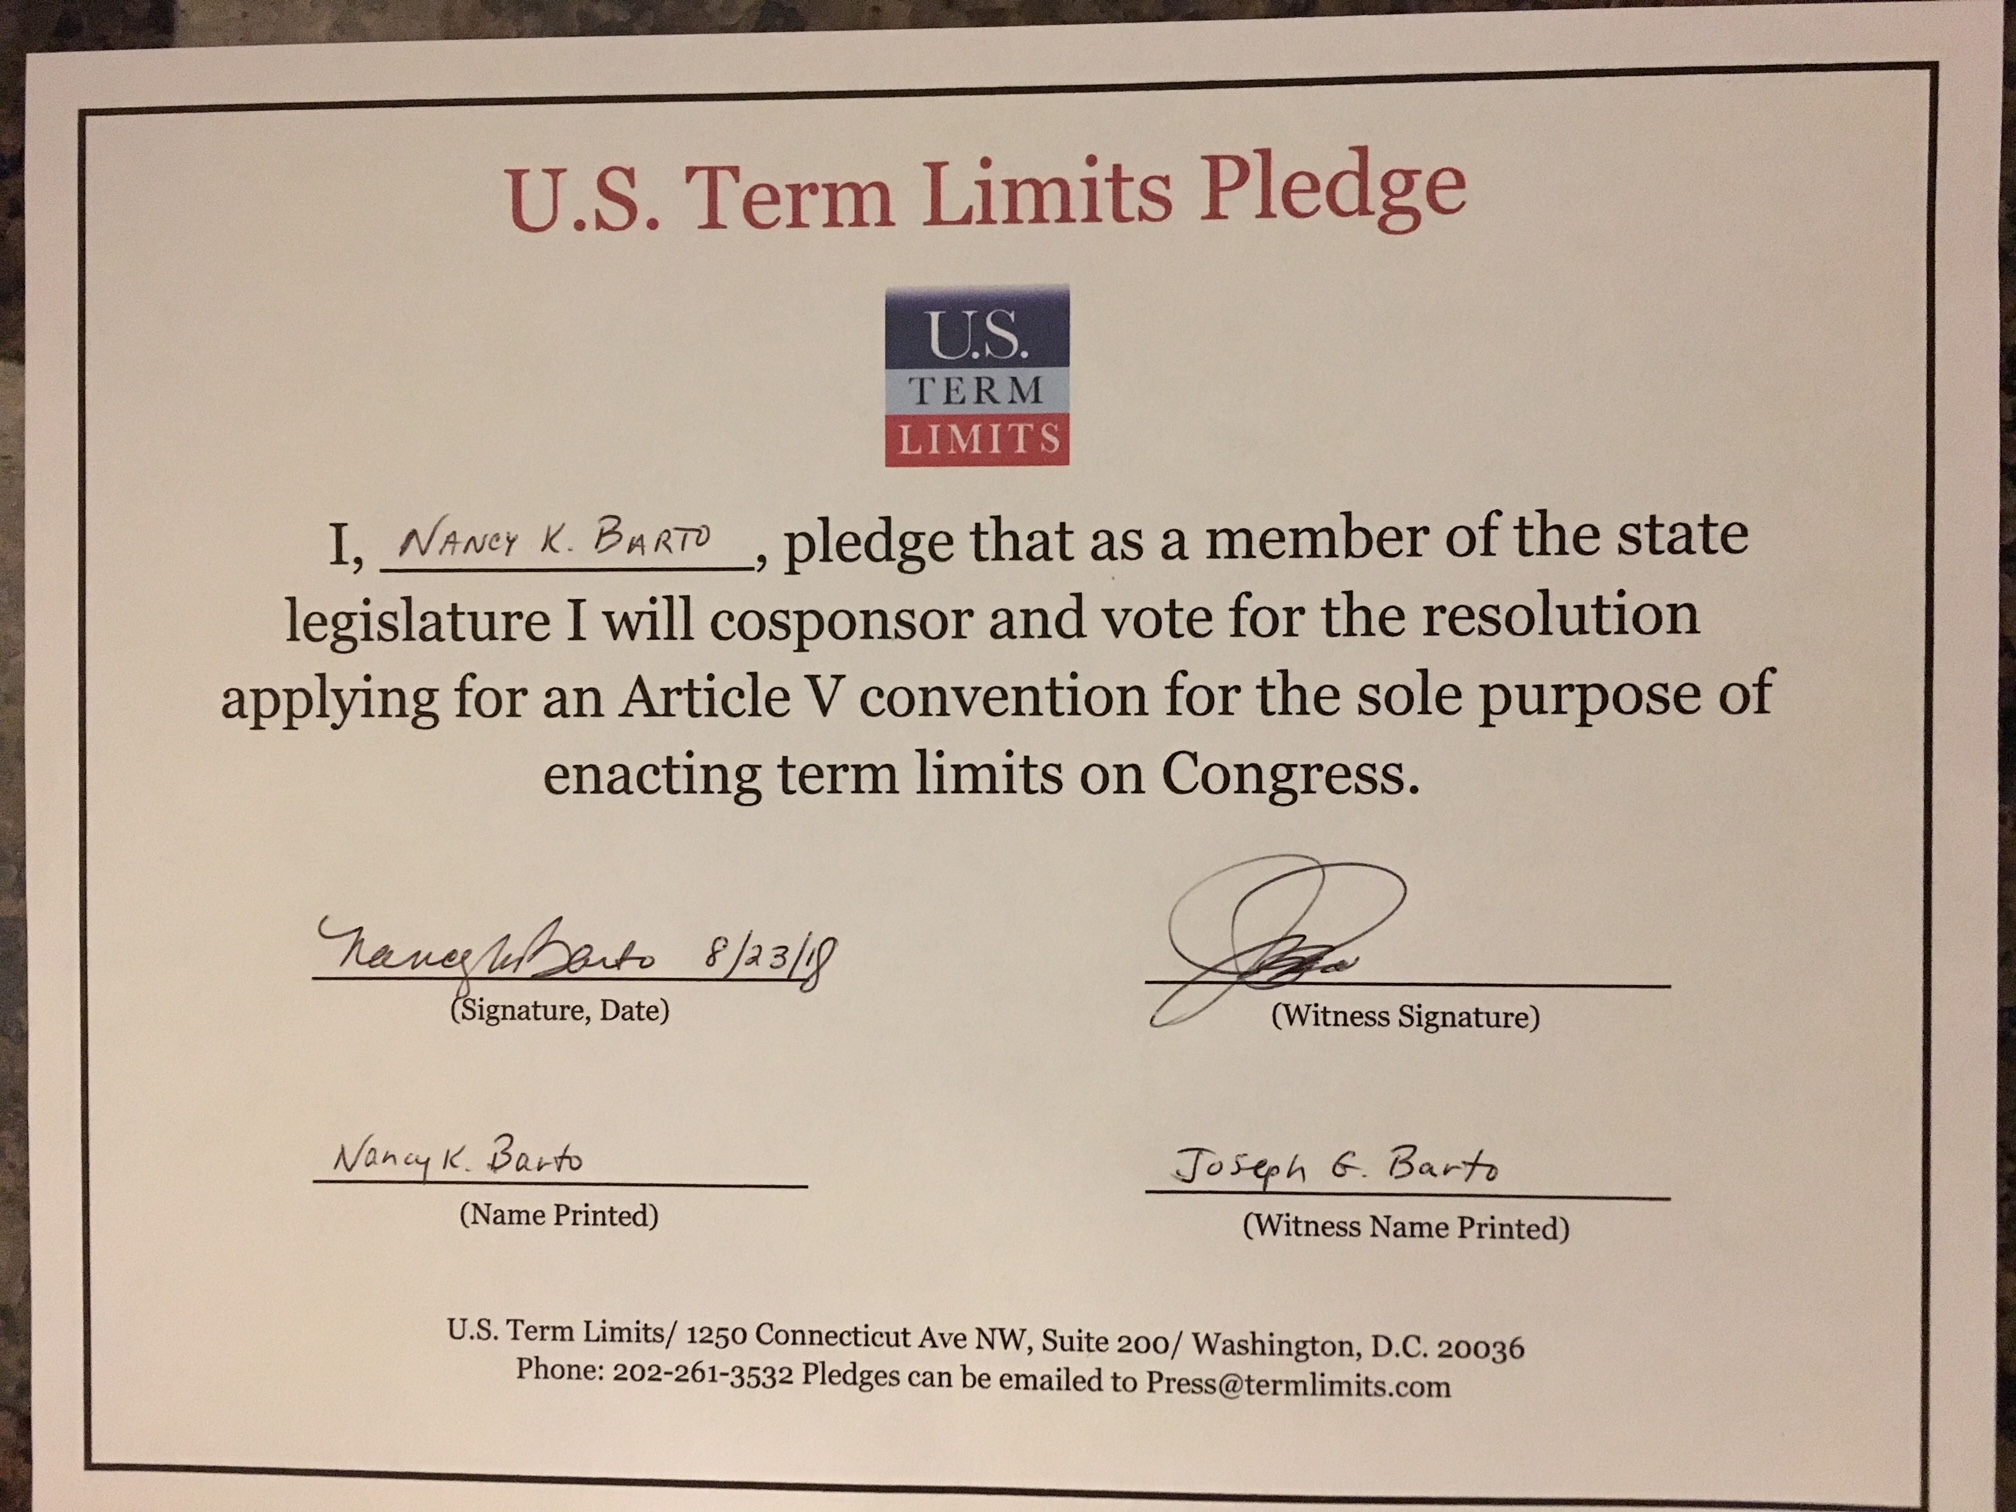 U.S. Term Limits Pledge
U.S.
TERM
LIMITS
I, NANCY K. BARTO, pledge that as a member of the state
legislature I will cosponsor and vote for the resolution
applying for an Article V convention for the sole purpose of
enacting term limits on Congress.
Nancy K Barto 8/23/18
(Signature, Date)
(Witness Signature)
Nancy K. Barto
(Name Printed)
Joseph G. Barto
(Witness Name Printed)
U.S. Term Limits/ 1250 Connecticut Ave NW, Suite 200/ Washington, D.C. 20036
Phone: 202-261-3532 Pledges can be emailed to Press@termlimits.com